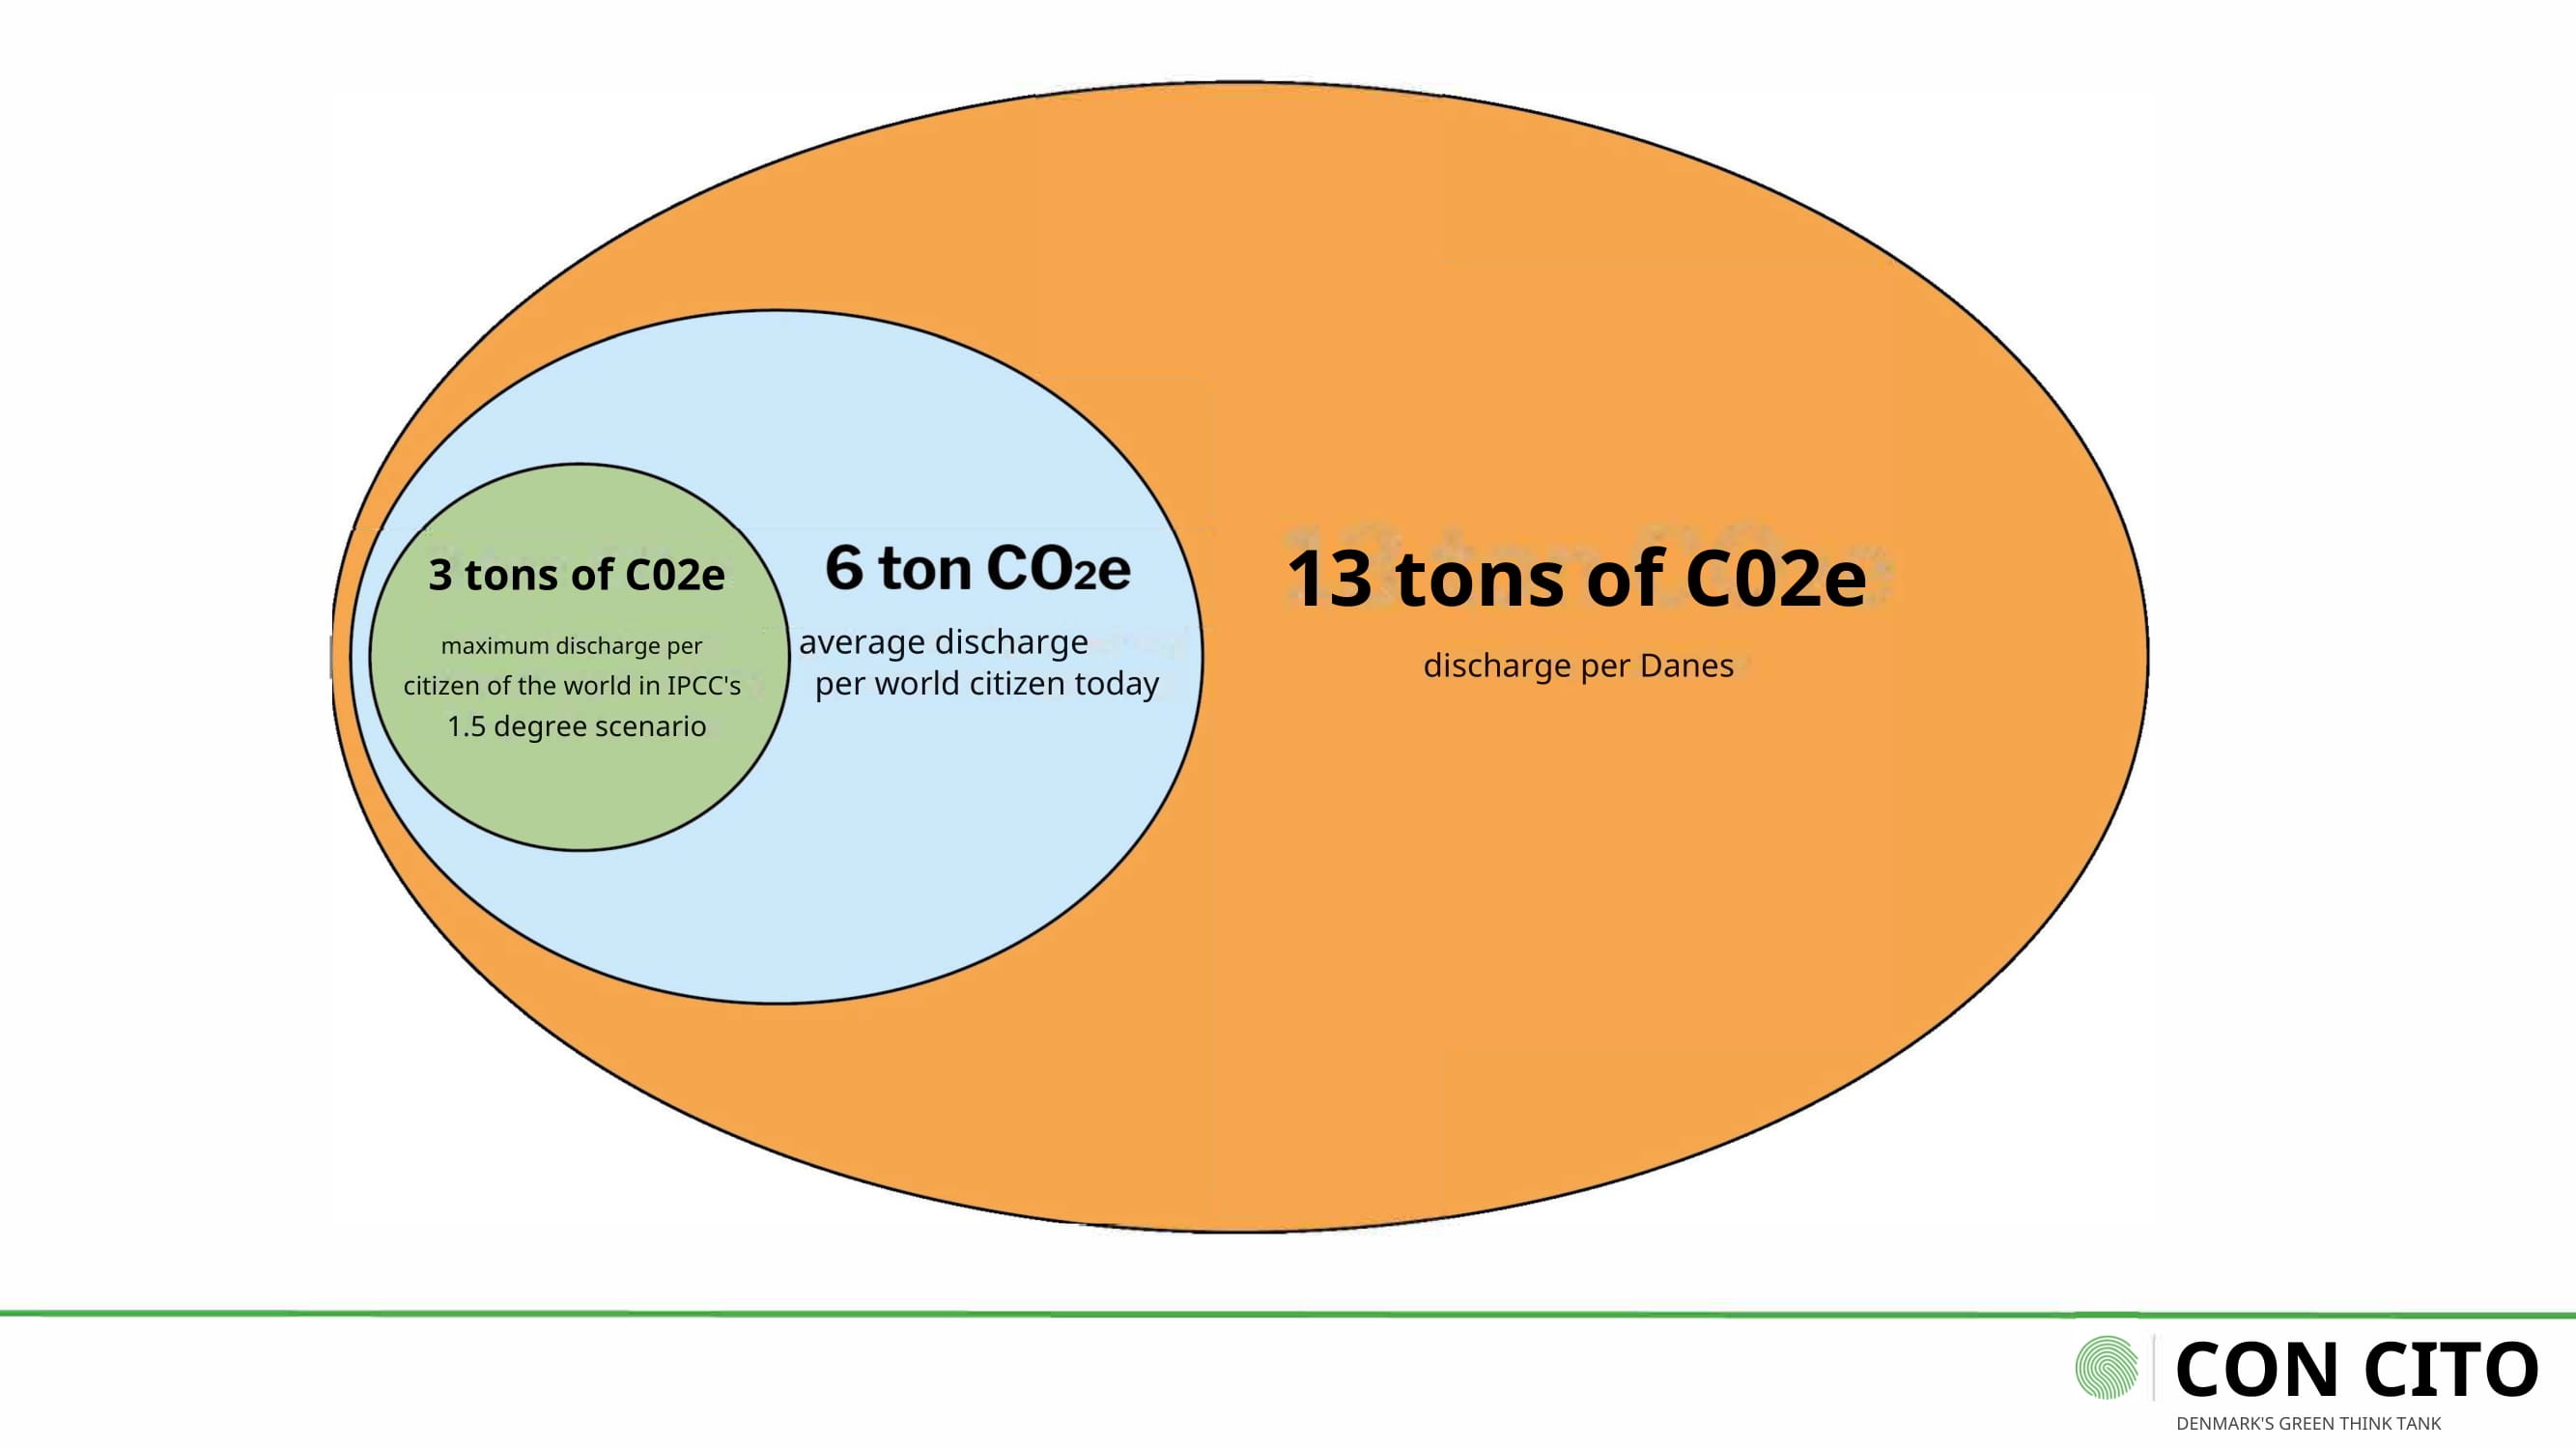 3 tons of C02e
maximum discharge per
citizen of the world in IPCC's
1.5 degree scenario
6 ton CO₂e
average discharge
per world citizen today
13 tons of C02e
discharge per Danes
CON CITO
DENMARK'S GREEN THINK TANK